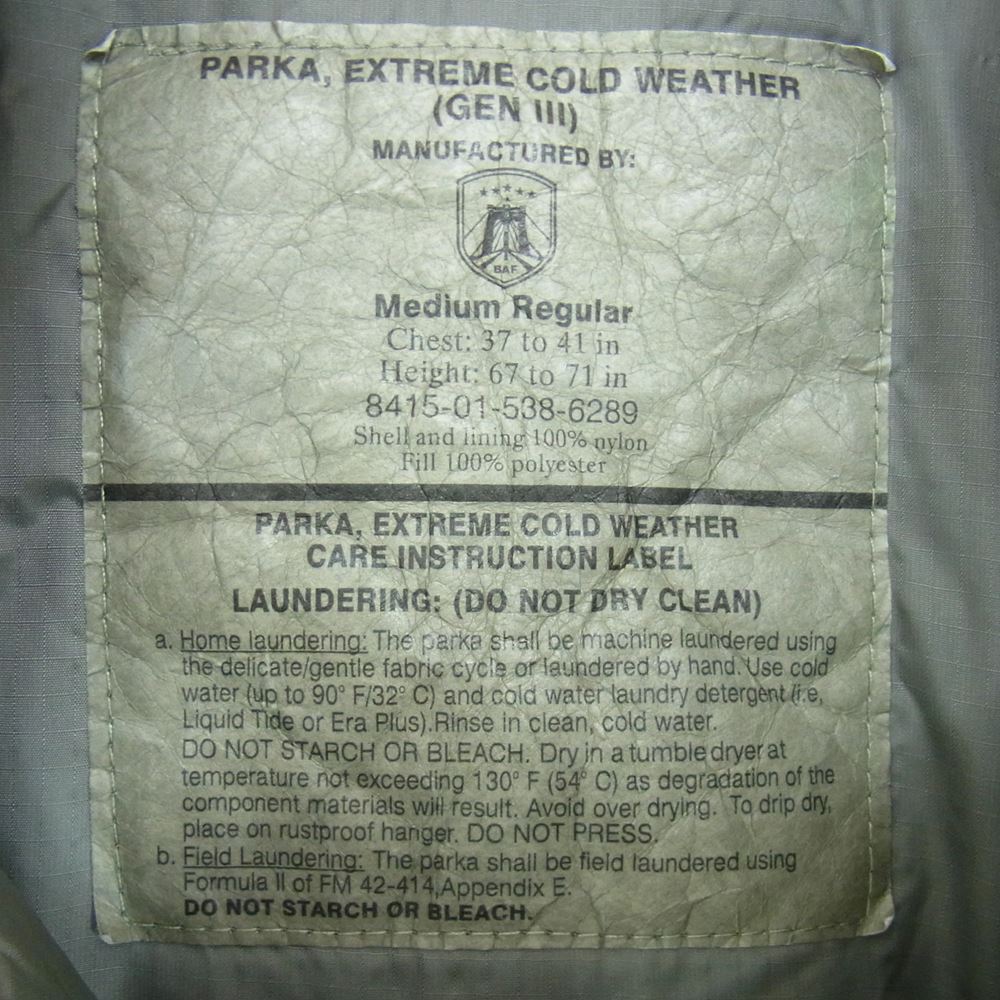 PARKA, EXTREME COLD WEATHER
(GEN III)
MANUFACTURED BY:
BAF
Medium Regular
Chest: 37 to 41 in
Height: 67 to 71 in
8415-01-538-6289
Shell and lining 100% nylon
Fill 100% polyester
PARKA, EXTREME COLD WEATHER
CARE INSTRUCTION LABEL
LAUNDERING: (DO NOT DRY CLEAN)
a. Home laundering: The parka shall be machine laundered using
the delicate/gentle fabric cycle or laundered by hand. Use cold
water (up to 90° F/32° C) and cold water laundry detergent (i.e,
Liquid Tide or Era Plus).Rinse in clean, cold water.
DO NOT STARCH OR BLEACH. Dry in a tumble dryer at
temperature not exceeding 130° F (54° C) as degradation of the
component materials will result. Avoid over drying. To drip dry,
place on rustproof hanger. DO NOT PRESS.
b. Field Laundering: The parka shall be field laundered using
Formula II of FM 42-414,Appendix E.
DO NOT STARCH OR BLEACH.